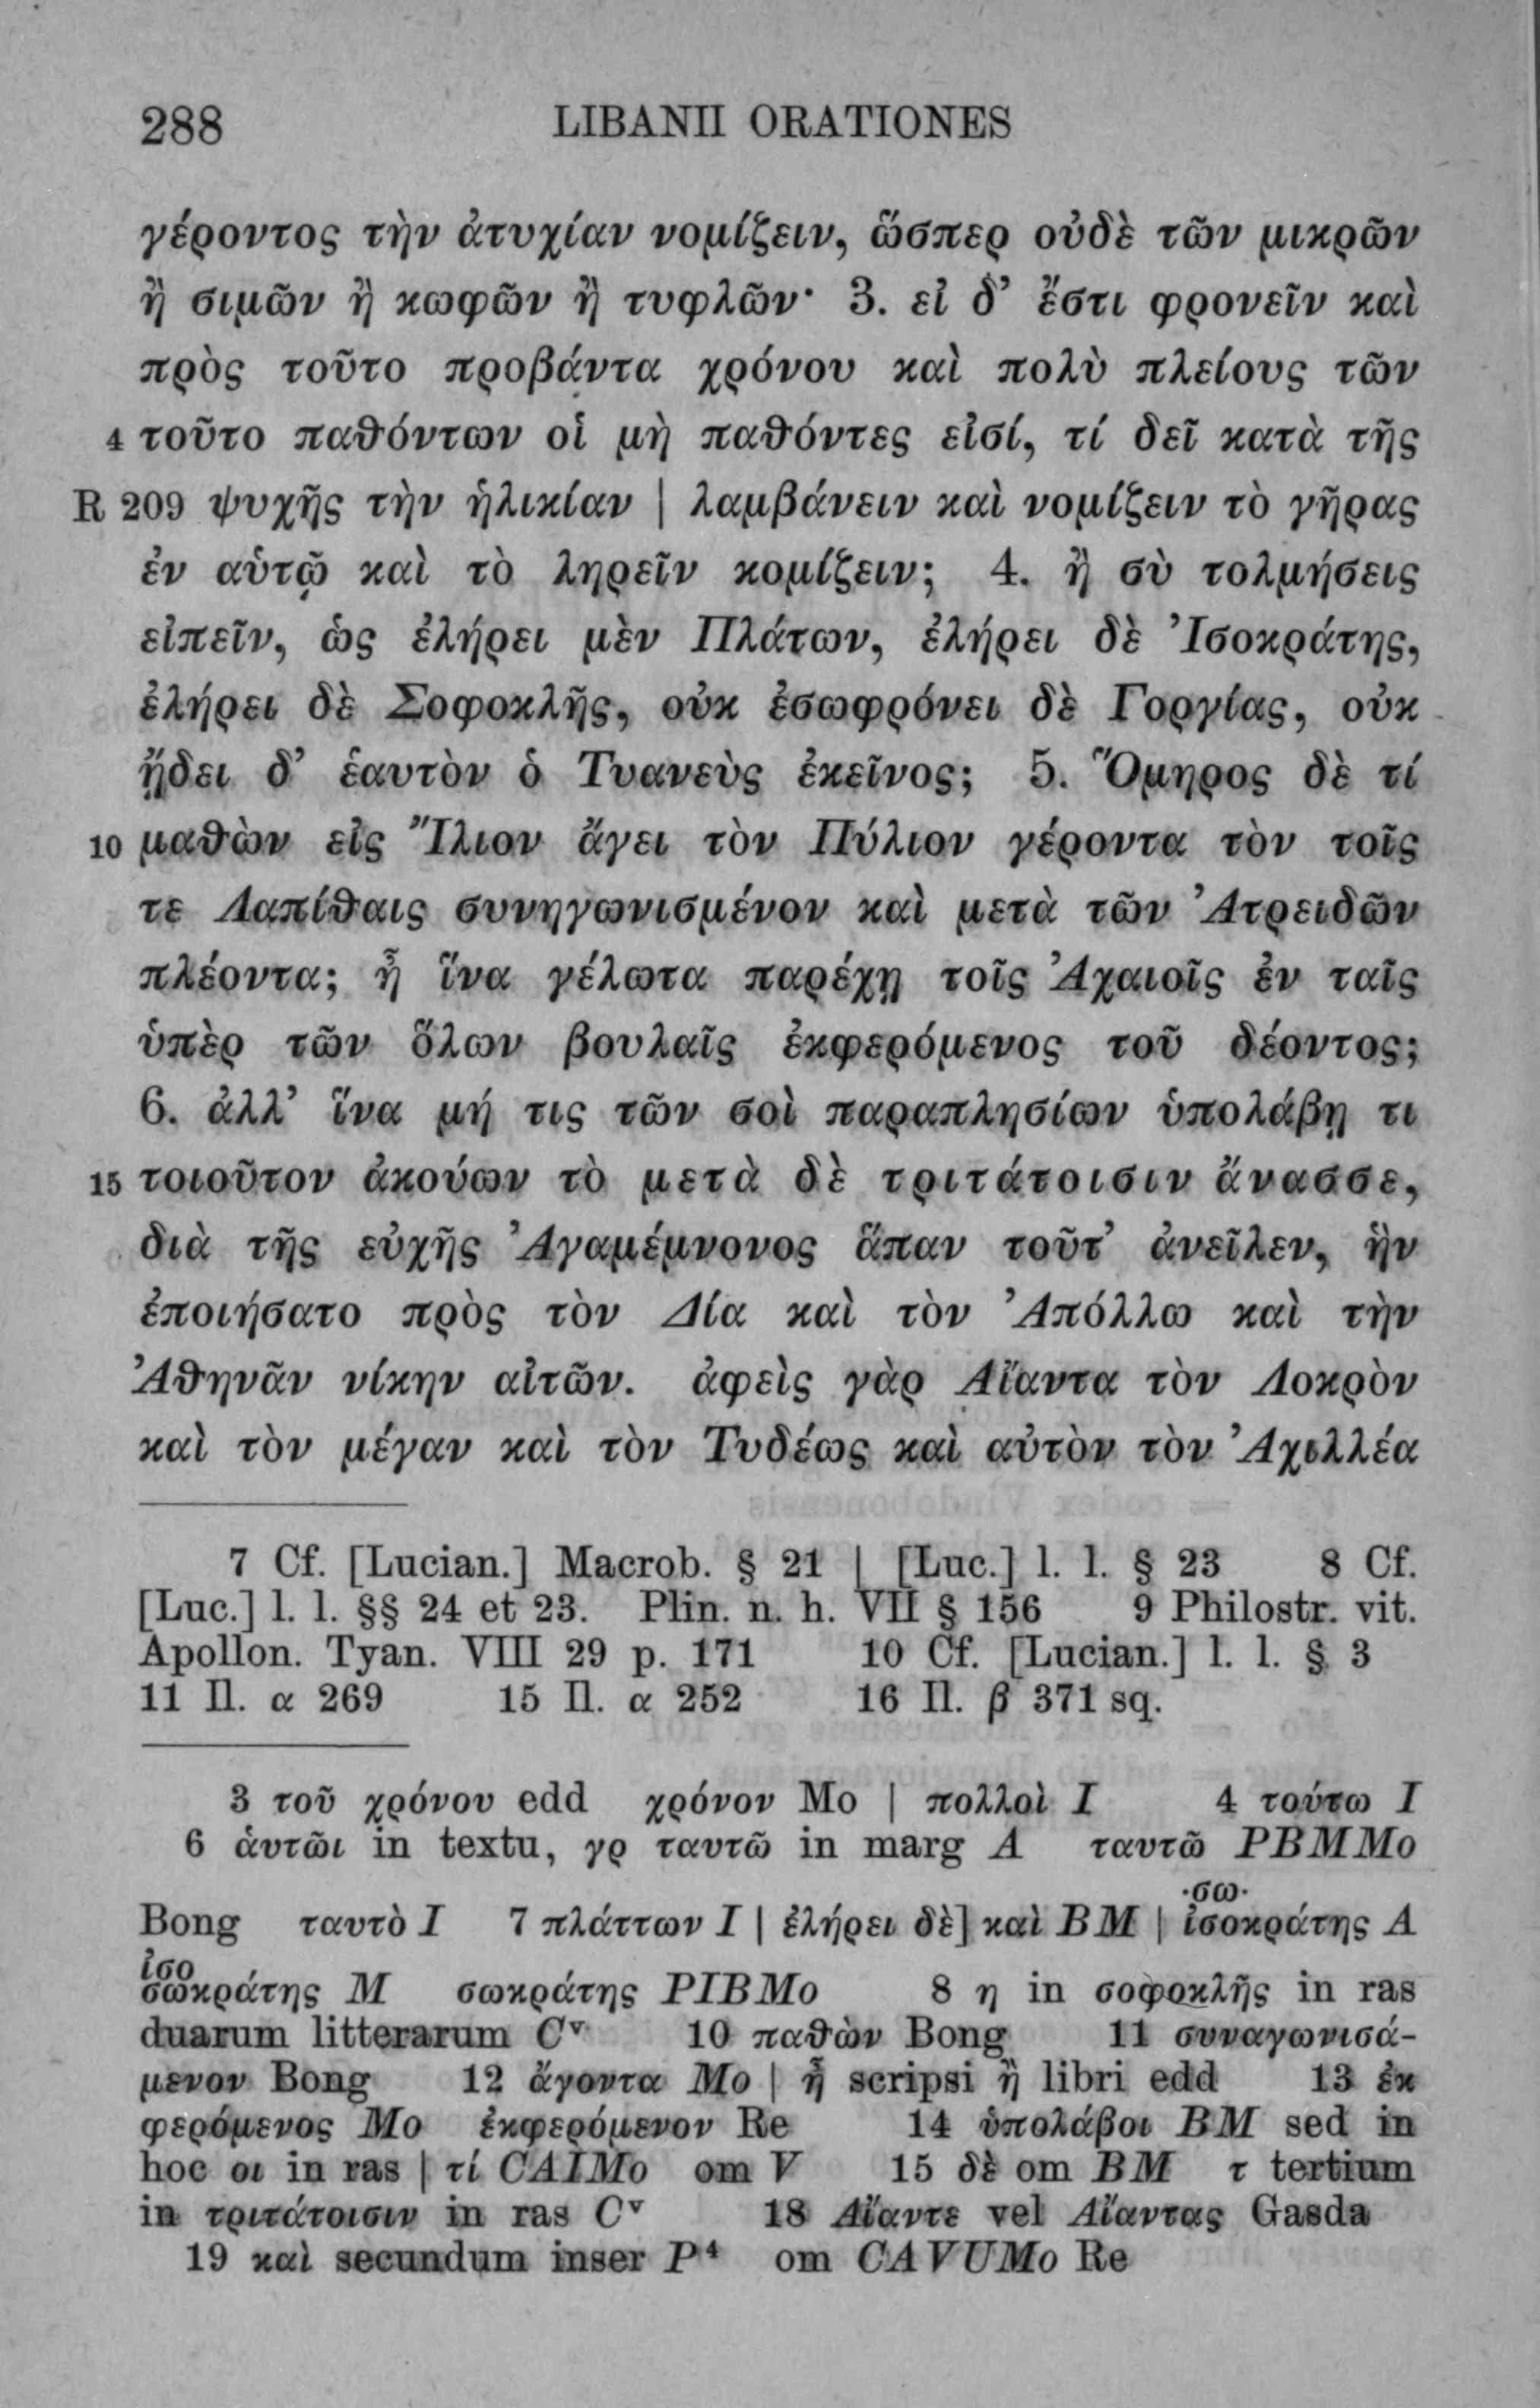 288 LIBANII ORATIONES
γέροντος τὴν ἀτυχίαν νομίζειν, ὥσπερ οὐδὲ τῶν μικρῶν
ἢ σιμῶν ἢ κωφῶν ἢ τυφλῶν· 3. εἰ δ’ ἔστι φρονεῖν καὶ
πρὸς τοῦτο προβάντα χρόνου καὶ πολὺ πλείους τῶν
4 τοῦτο παθόντων οἱ μὴ παθόντες εἰσί, τί δεῖ κατὰ τῆς
R 209 ψυχῆς τὴν ἡλικίαν | λαμβάνειν καὶ νομίζειν τὸ γῆρας
ἐν αὑτῷ καὶ τὸ ληρεῖν κομίζειν; 4. ἢ σὺ τολμήσεις
εἰπεῖν, ὡς ἐλήρει μὲν Πλάτων, ἐλήρει δὲ Ἰσοκράτης,
ἐλήρει δὲ Σοφοκλῆς, οὐκ ἐσωφρόνει δὲ Γοργίας, οὐκ
ᾔδει δ’ ἑαυτὸν ὁ Τυανεὺς ἐκεῖνος; 5. Ὅμηρος δὲ τί
10 μαθὼν εἰς Ἴλιον ἄγει τὸν Πύλιον γέροντα τὸν τοῖς
τε Λαπίθαις συνηγωνισμένον καὶ μετὰ τῶν Ἀτρειδῶν
πλέοντα; ἦ ἵνα γέλωτα παρέχῃ τοῖς Ἀχαιοῖς ἐν ταῖς
ὑπὲρ τῶν ὅλων βουλαῖς ἐκφερόμενος τοῦ δέοντος;
6. ἀλλ’ ἵνα μή τις τῶν σοὶ παραπλησίων ὑπολάβῃ τι
15 τοιοῦτον ἀκούων τὸ μετὰ δὲ τριτάτοισιν ἄνασσε,
διὰ τῆς εὐχῆς Ἀγαμέμνονος ἅπαν τοῦτ’ ἀνεῖλεν, ἣν
ἐποιήσατο πρὸς τὸν Δία καὶ τὸν Ἀπόλλω καὶ τὴν
Ἀθηνᾶν νίκην αἰτῶν. ἀφεὶς γὰρ Αἴαντα τὸν Λοκρὸν
καὶ τὸν μέγαν καὶ τὸν Τυδέως καὶ αὐτὸν τὸν Ἀχιλλέα
7 Cf. [Lucian.] Macrob. § 21 | [Luc.] l. l. § 23 8 Cf.
[Luc.] l. l. §§ 24 et 23. Plin. n. h. VII § 156 9 Philostr. vit.
Apollon. Tyan. VIII 29 p. 171 10 Cf. [Lucian.] l. l. § 3
11 Il. α 269 15 Il. α 252 16 Il. β 371 sq.
3 τοῦ χρόνου edd χρόνον Mo | πολλοὶ I 4 τούτω I
6 ἁυτῶι in textu, γρ ταυτῶ in marg A ταυτῶ PBMMo
Bong ταυτὸ I 7 πλάττων I | ἐλήρει δὲ] καὶ BM | ἰσοκράτης A
·σω·
ἰσο
σωκράτης M σωκράτης PIBMo 8 η in σοφοκλῆς in ras
duarum litterarum Cᵛ 10 παθὼν Bong 11 συναγωνισά-
μενον Bong 12 ἄγοντα Mo | ἦ scripsi ἢ libri edd 13 ἐκ
φερόμενος Mo ἐκφερόμενον Re 14 ὑπολάβοι BM sed in
hoc οι in ras | τί CAIMo om V 15 δὲ om BM τ tertium
in τριτάτοισιν in ras Cᵛ 18 Αἴαντε vel Αἴαντας Gasda
19 καὶ secundum inser P⁴ om CAVUMo Re